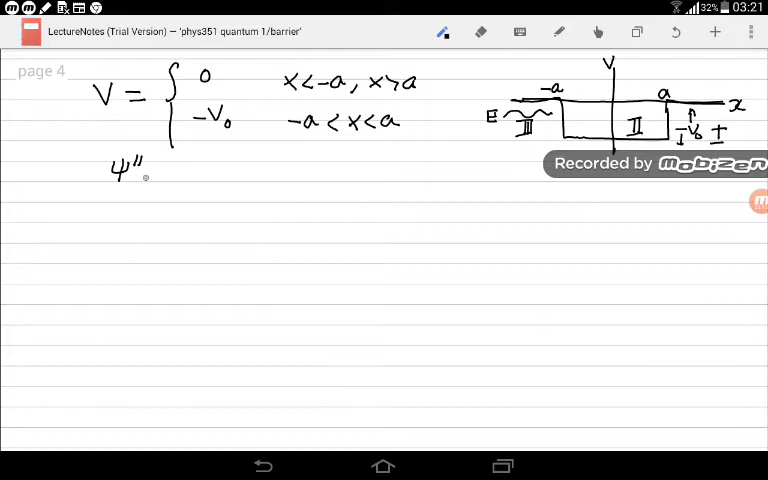 32% 03:21
LectureNotes (Trial Version) — 'phys351 quantum 1/barrier'
page 4
V = { 0 x<-a, x>a
-V₀ -a < x < a
ψ''
V
-a a x
E III II -V₀ I
Recorded by mobizen